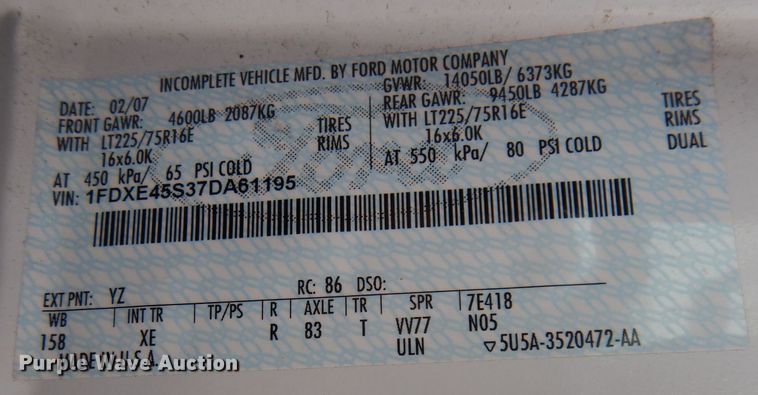 INCOMPLETE VEHICLE MFD. BY FORD MOTOR COMPANY
DATE: 02/07
GVWR: 14050LB/ 6373KG
FRONT GAWR: 4600LB 2087KG
REAR GAWR: 9450LB 4287KG
WITH LT225/75R16E TIRES
WITH LT225/75R16E TIRES
16x6.0K RIMS
16x6.0K RIMS
AT 450 kPa/ 65 PSI COLD
AT 550 kPa/ 80 PSI COLD DUAL
VIN: 1FDXE45S37DA61195
Ford
EXT PNT: YZ RC: 86 DSO:
WB INT TR TP/PS R AXLE TR SPR 7E418
158 XE R 83 T VV77 N05
MADE IN U.S.A. ULN ▽5U5A-3520472-AA
Purple Wave Auction